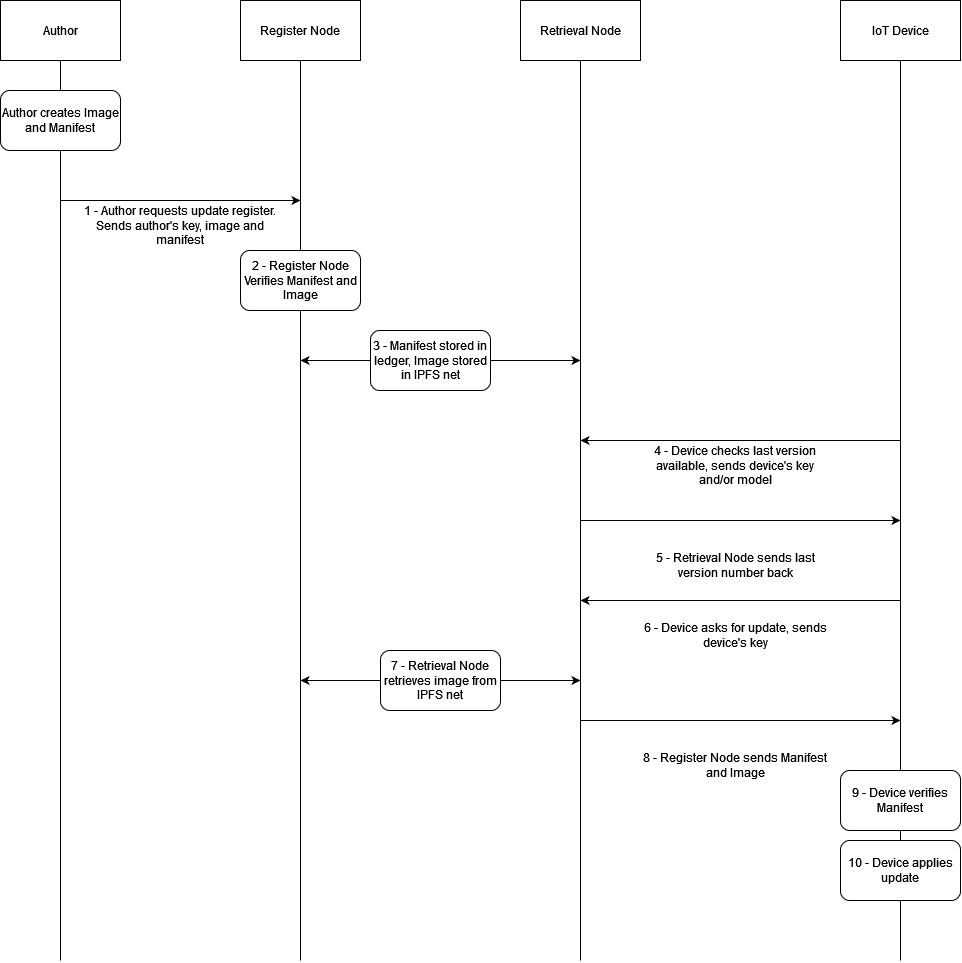 Author
Register Node
Retrieval Node
IoT Device
Author creates Image
and Manifest
1 - Author requests update register.
Sends author's key, image and
manifest
2 - Register Node
Verifies Manifest and
Image
3 - Manifest stored in
ledger, Image stored
in IPFS net
4 - Device checks last version
available, sends device's key
and/or model
5 - Retrieval Node sends last
version number back
6 - Device asks for update, sends
device's key
7 - Retrieval Node
retrieves image from
IPFS net
8 - Register Node sends Manifest
and Image
9 - Device verifies
Manifest
10 - Device applies
update